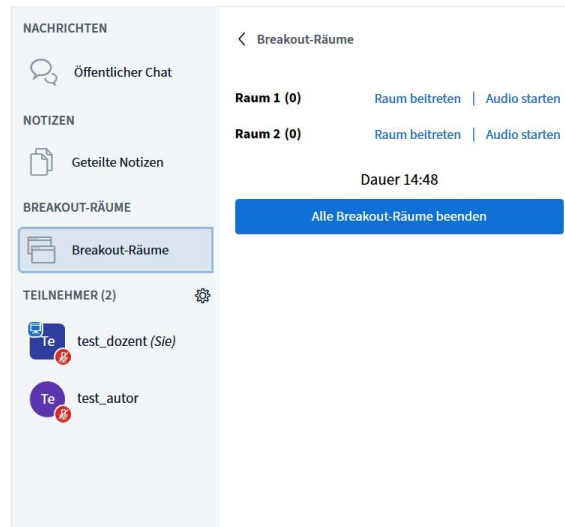 NACHRICHTEN
Öffentlicher Chat
NOTIZEN
Geteilte Notizen
BREAKOUT-RÄUME
Breakout-Räume
TEILNEHMER (2)
Te test_dozent (Sie)
Te test_autor
Breakout-Räume
Raum 1 (0) Raum beitreten | Audio starten
Raum 2 (0) Raum beitreten | Audio starten
Dauer 14:48
Alle Breakout-Räume beenden